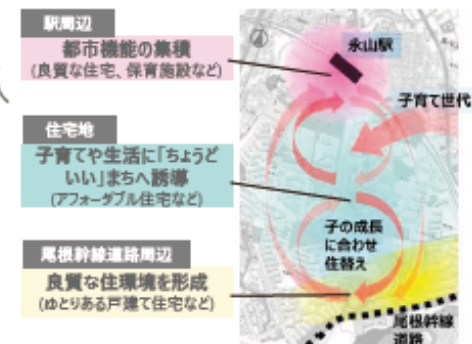 駅周辺
都市機能の集積
(良質な住宅、保育施設など)
住宅地
子育てや生活に「ちょうど
いい」まちへ誘導
(アフォーダブル住宅など)
尾根幹線道路周辺
良質な住環境を形成
(ゆとりある戸建て住宅など)
永山駅
子育て世代
子の成長
に合わせ
住替え
尾根幹線
道路